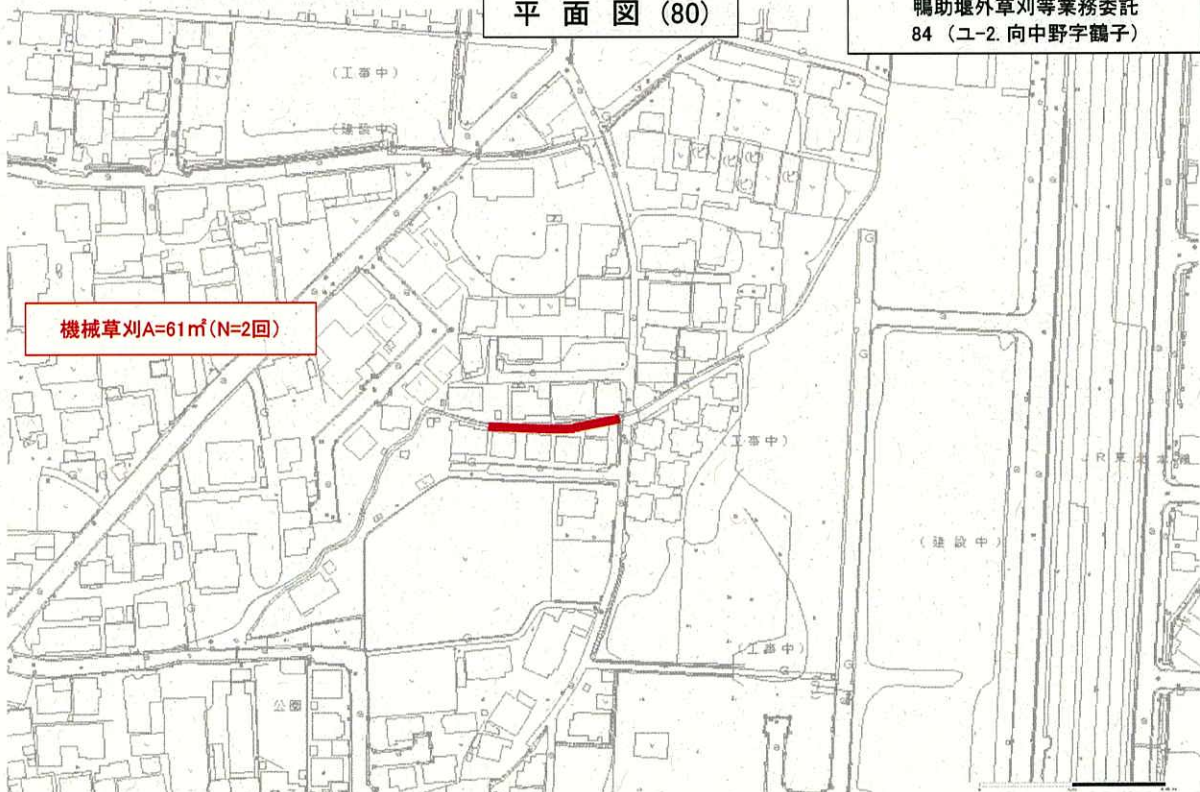 平面図(80)
鴨助堰外草刈等業務委託
84 (ユ-2. 向中野字鶴子)
(工事中)
(建設中)
機械草刈A=61㎡(N=2回)
(工事中)
(建設中)
(工事中)
公園